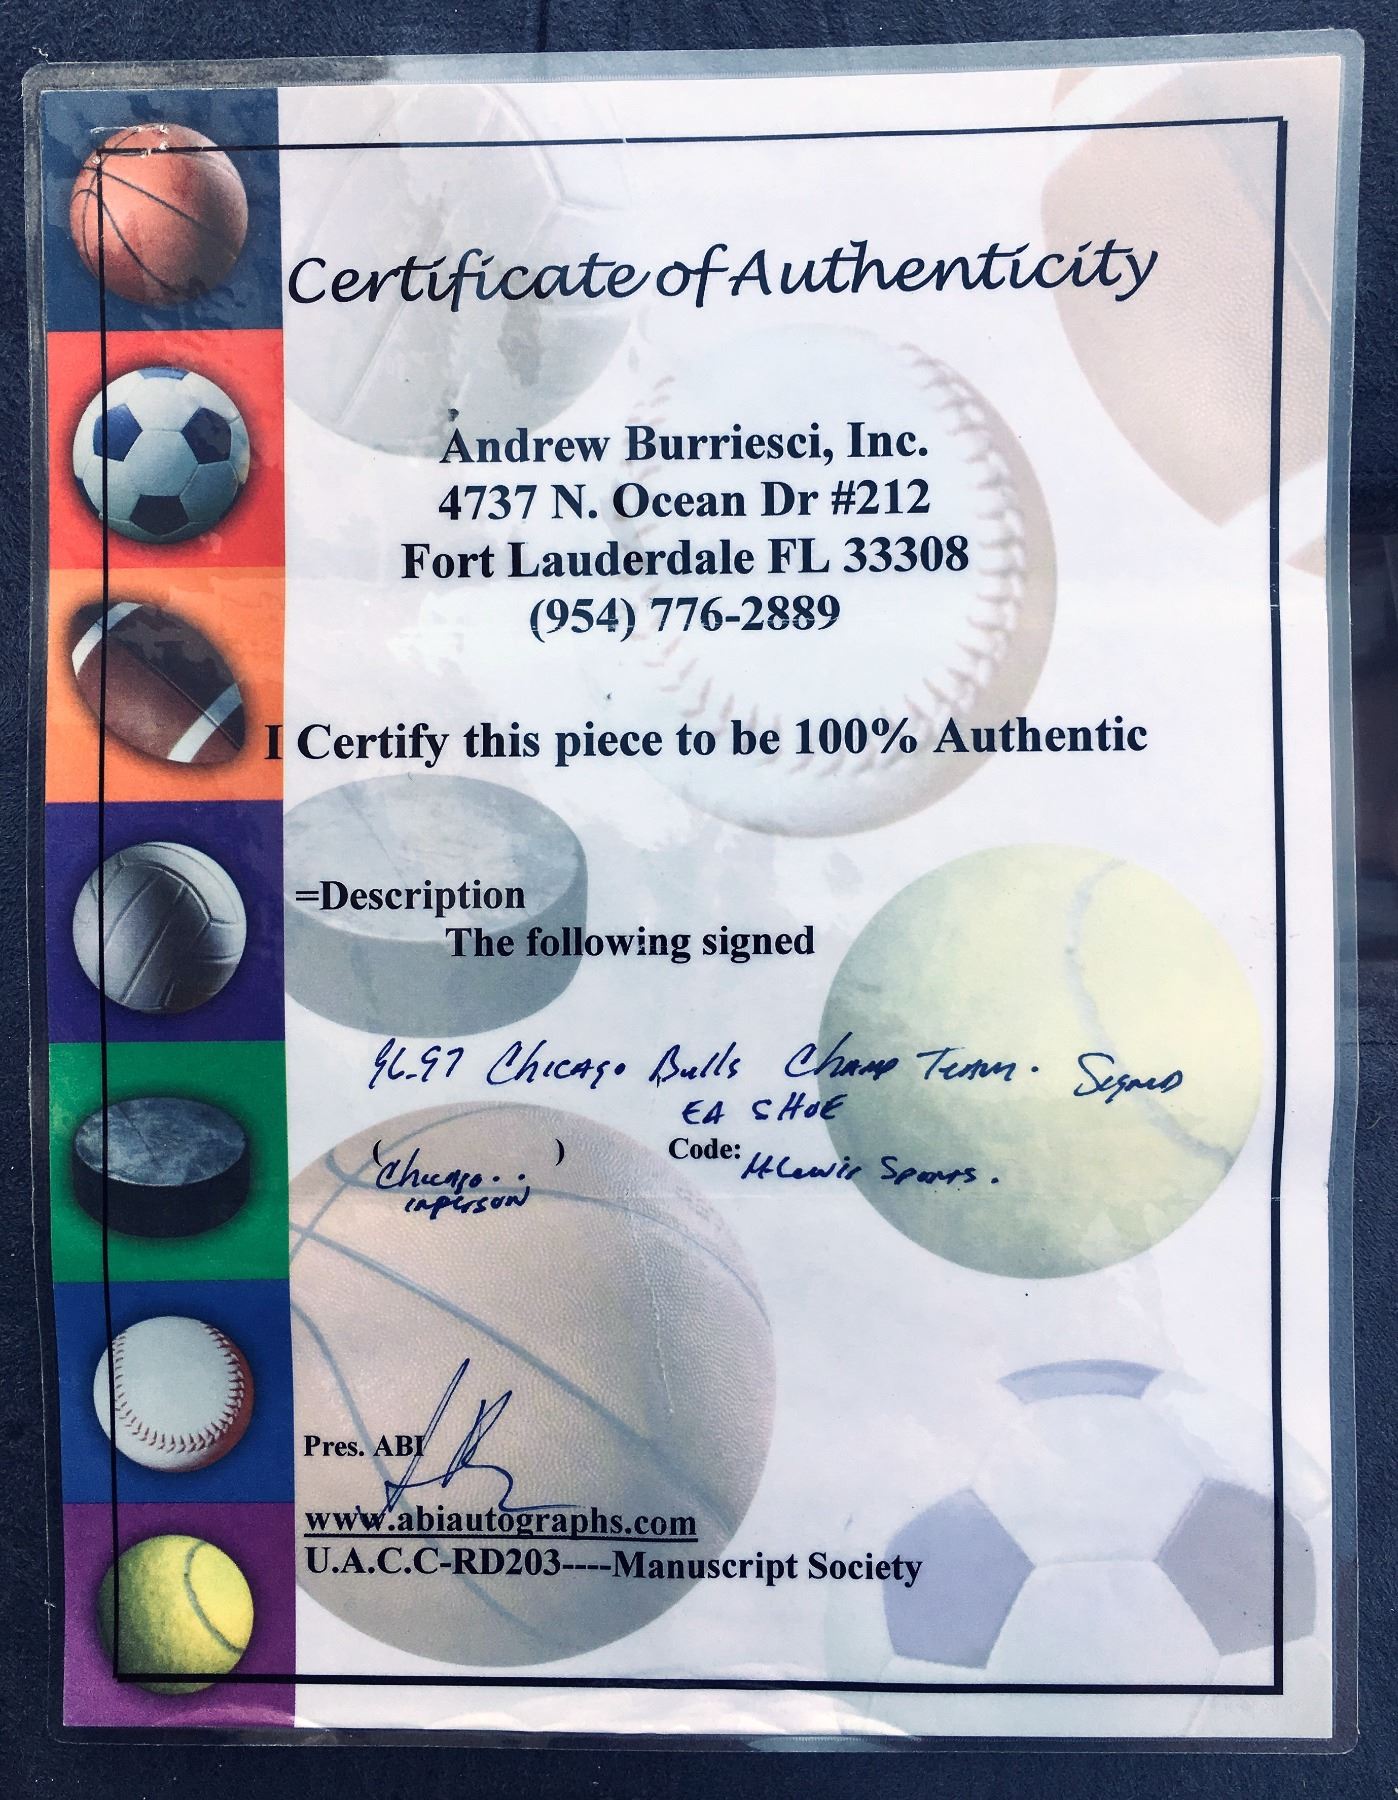 Certificate of Authenticity
Andrew Burriesci, Inc.
4737 N. Ocean Dr #212
Fort Lauderdale FL 33308
(954) 776-2889
I Certify this piece to be 100% Authentic
=Description
The following signed
96-97 Chicago Bulls Champ Team. Signed
EA SHOE
( ) Code:
Chicago.. M-Lewis Sports.
inperson
Pres. ABI
www.abiautographs.com
U.A.C.C-RD203----Manuscript Society